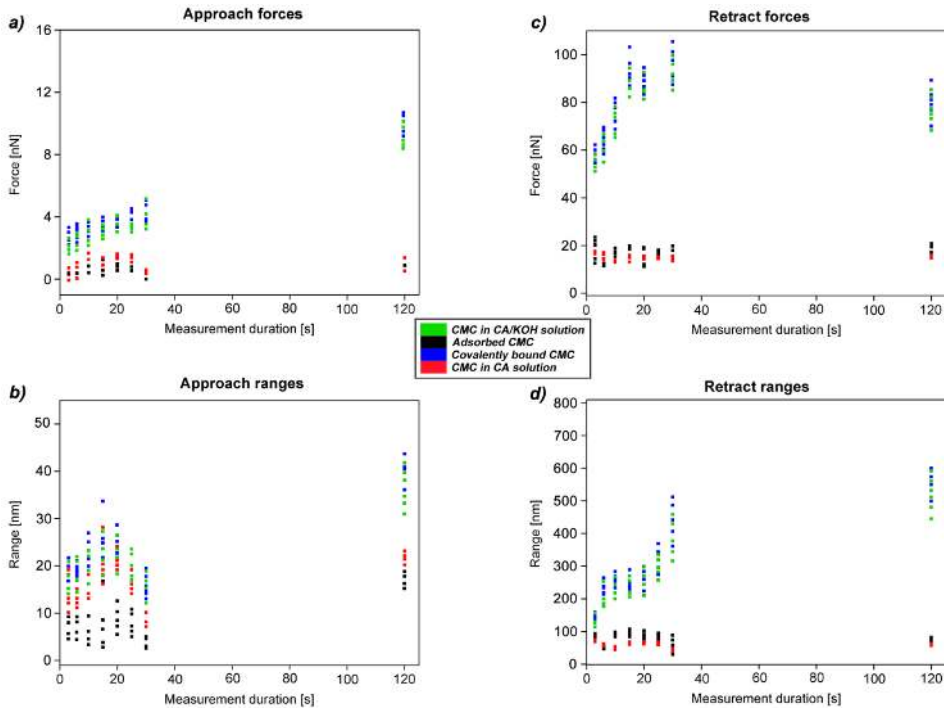 a)
Approach forces
16
12
8
4
0
Force [nN]
0 20 40 60 80 100 120
Measurement duration [s]
c)
Retract forces
100
80
60
40
20
0
Force [nN]
0 20 40 60 80 100 120
Measurement duration [s]
CMC in CA/KOH solution
Adsorbed CMC
Covalently bound CMC
CMC in CA solution
b)
Approach ranges
50
40
30
20
10
0
Range [nm]
0 20 40 60 80 100 120
Measurement duration [s]
d)
Retract ranges
800
700
600
500
400
300
200
100
0
Range [nm]
0 20 40 60 80 100 120
Measurement duration [s]